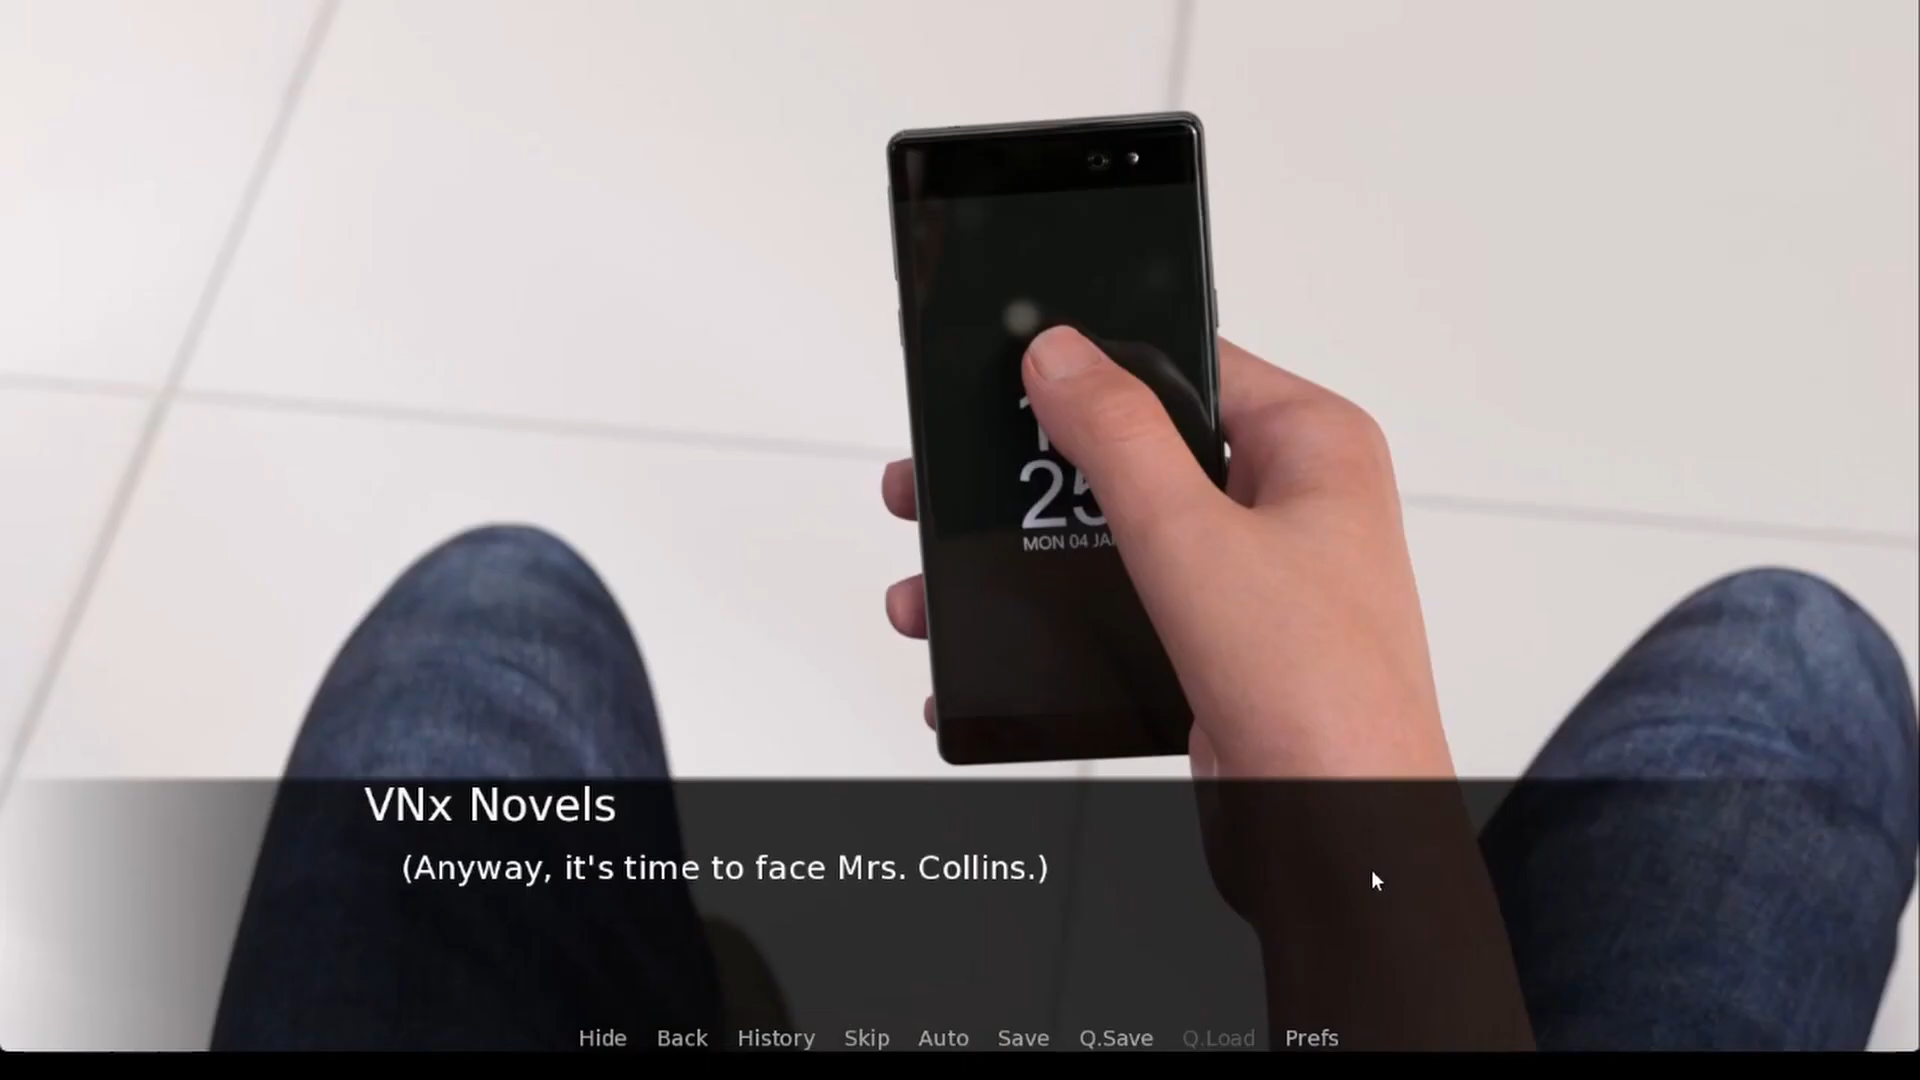 25
MON 04
VNx Novels
(Anyway, it's time to face Mrs. Collins.)
Hide Back History Skip Auto Save Q.Save Q.Load Prefs